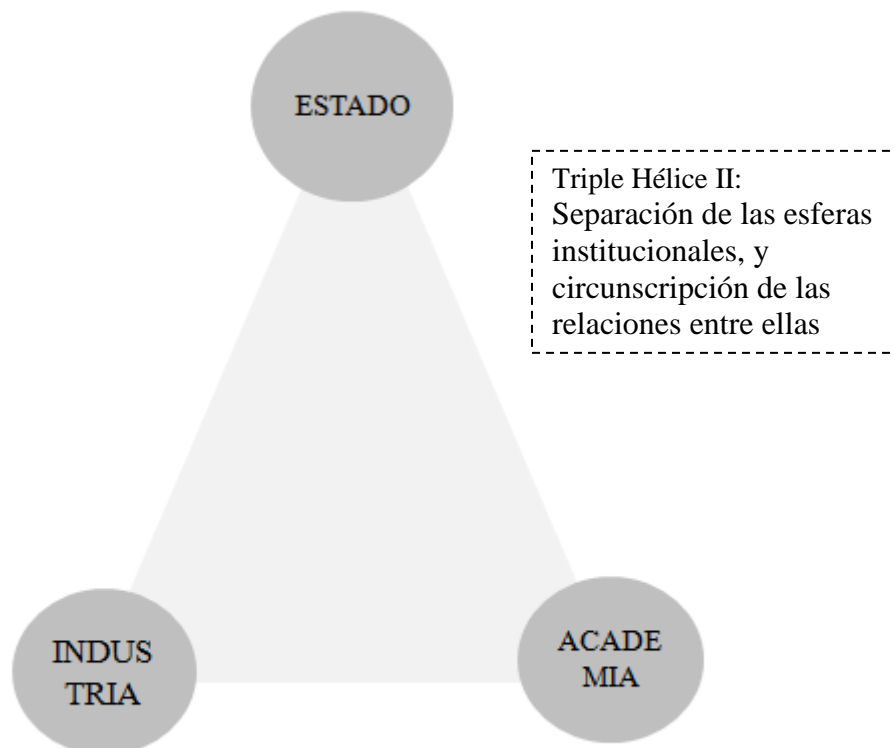 ESTADO
Triple Hélice II:
Separación de las esferas
institucionales, y
circunscripción de las
relaciones entre ellas
INDUS
TRIA
ACADE
MIA